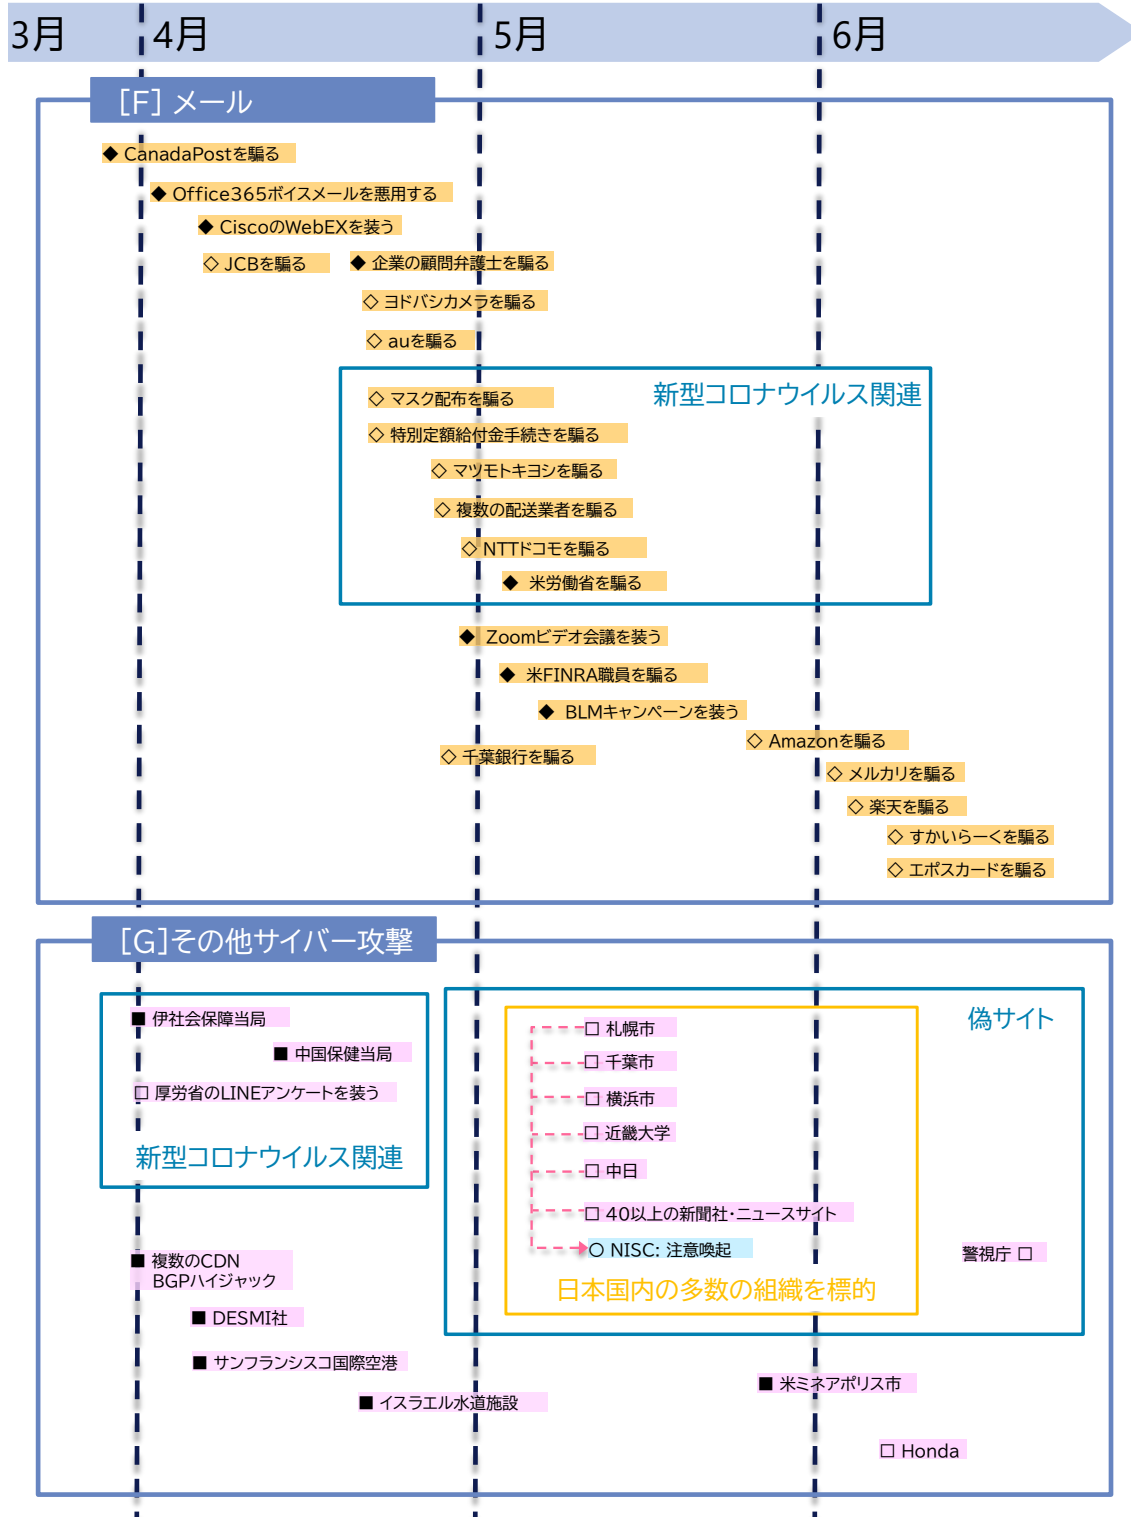 3月 4月 5月 6月
[F] メール
◆ CanadaPostを騙る
◆ Office365ボイスメールを悪用する
◆ CiscoのWebEXを装う
◇ JCBを騙る
◆ 企業の顧問弁護士を騙る
◇ ヨドバシカメラを騙る
◇ auを騙る
新型コロナウイルス関連
◇ マスク配布を騙る
◇ 特別定額給付金手続きを騙る
◇ マツモトキヨシを騙る
◇ 複数の配送業者を騙る
◇ NTTドコモを騙る
◆ 米労働省を騙る
◆ Zoomビデオ会議を装う
◆ 米FINRA職員を騙る
◆ BLMキャンペーンを装う
◇ Amazonを騙る
◇ 千葉銀行を騙る
◇ メルカリを騙る
◇ 楽天を騙る
◇ すかいらーくを騙る
◇ エポスカードを騙る
[G]その他サイバー攻撃
■ 伊社会保障当局
■ 中国保健当局
□ 厚労省のLINEアンケートを装う
新型コロナウイルス関連
偽サイト
□ 札幌市
□ 千葉市
□ 横浜市
□ 近畿大学
□ 中日
□ 40以上の新聞社・ニュースサイト
○ NISC: 注意喚起
日本国内の多数の組織を標的
警視庁 □
■ 複数のCDN
BGPハイジャック
■ DESMI社
■ サンフランシスコ国際空港
■ イスラエル水道施設
■ 米ミネアポリス市
□ Honda